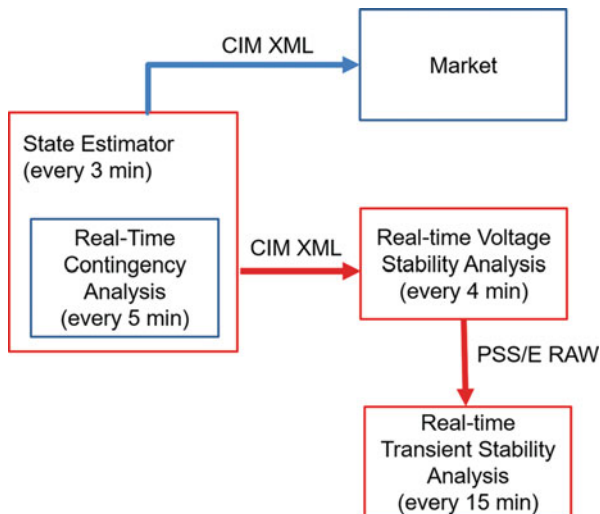 CIM XML
Market
State Estimator
(every 3 min)
Real-Time
Contingency
Analysis
(every 5 min)
CIM XML
Real-time Voltage
Stability Analysis
(every 4 min)
PSS/E RAW
Real-time
Transient Stability
Analysis
(every 15 min)